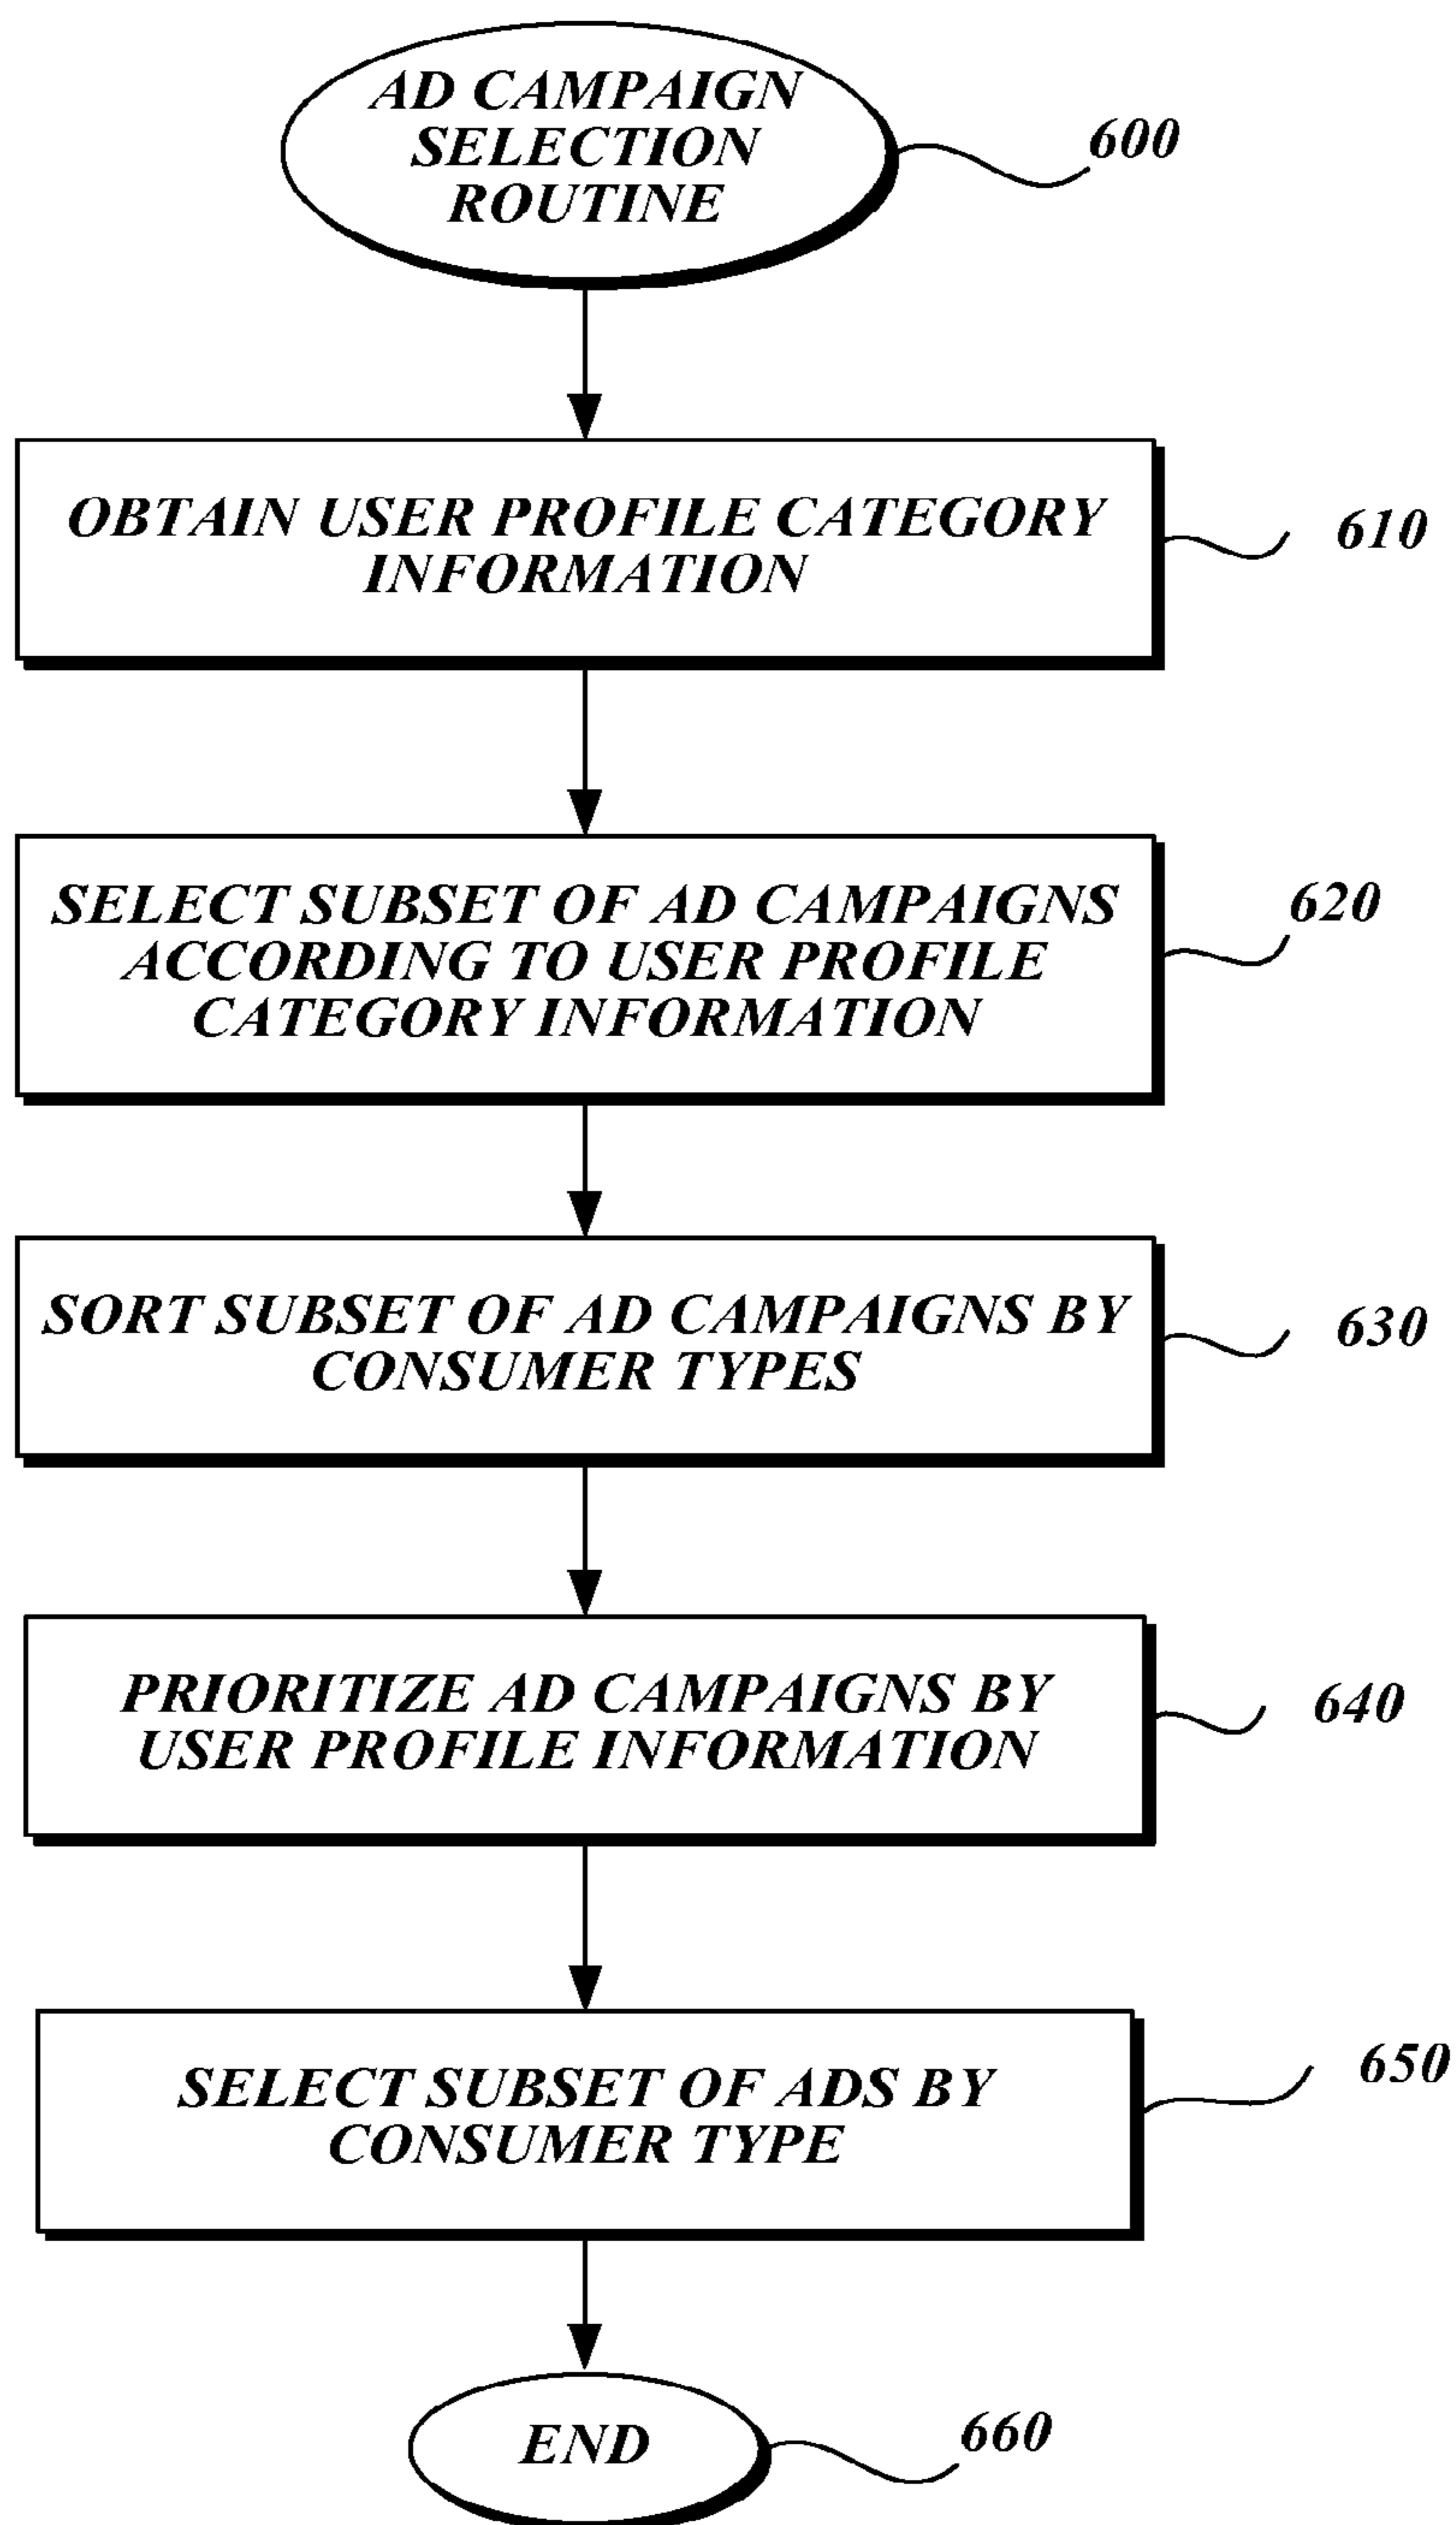 AD CAMPAIGN
SELECTION
ROUTINE
600
OBTAIN USER PROFILE CATEGORY
INFORMATION
610
SELECT SUBSET OF AD CAMPAIGNS
ACCORDING TO USER PROFILE
CATEGORY INFORMATION
620
SORT SUBSET OF AD CAMPAIGNS BY
CONSUMER TYPES
630
PRIORITIZE AD CAMPAIGNS BY
USER PROFILE INFORMATION
640
SELECT SUBSET OF ADS BY
CONSUMER TYPE
650
END
660